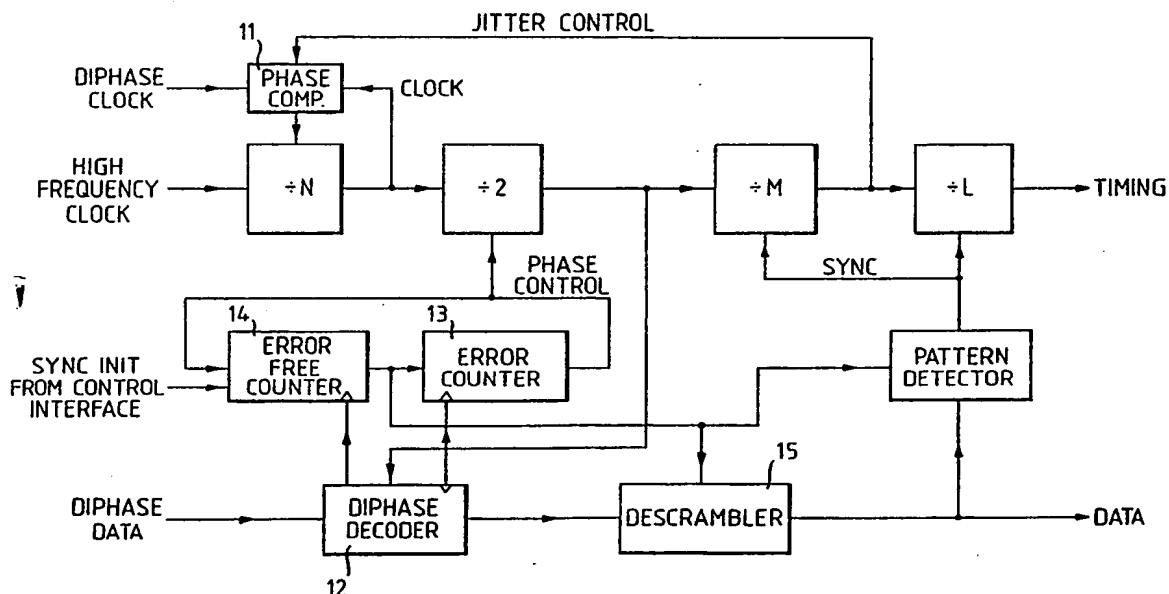 JITTER CONTROL
11
DIPHASE
CLOCK
PHASE
COMP.
CLOCK
HIGH
FREQUENCY
CLOCK
÷N
÷2
÷M
÷L
TIMING
SYNC
PHASE
CONTROL
14
13
SYNC INIT
FROM CONTROL
INTERFACE
ERROR
FREE
COUNTER
ERROR
COUNTER
PATTERN
DETECTOR
15
DIPHASE
DATA
DIPHASE
DECODER
DESCRAMBLER
DATA
12